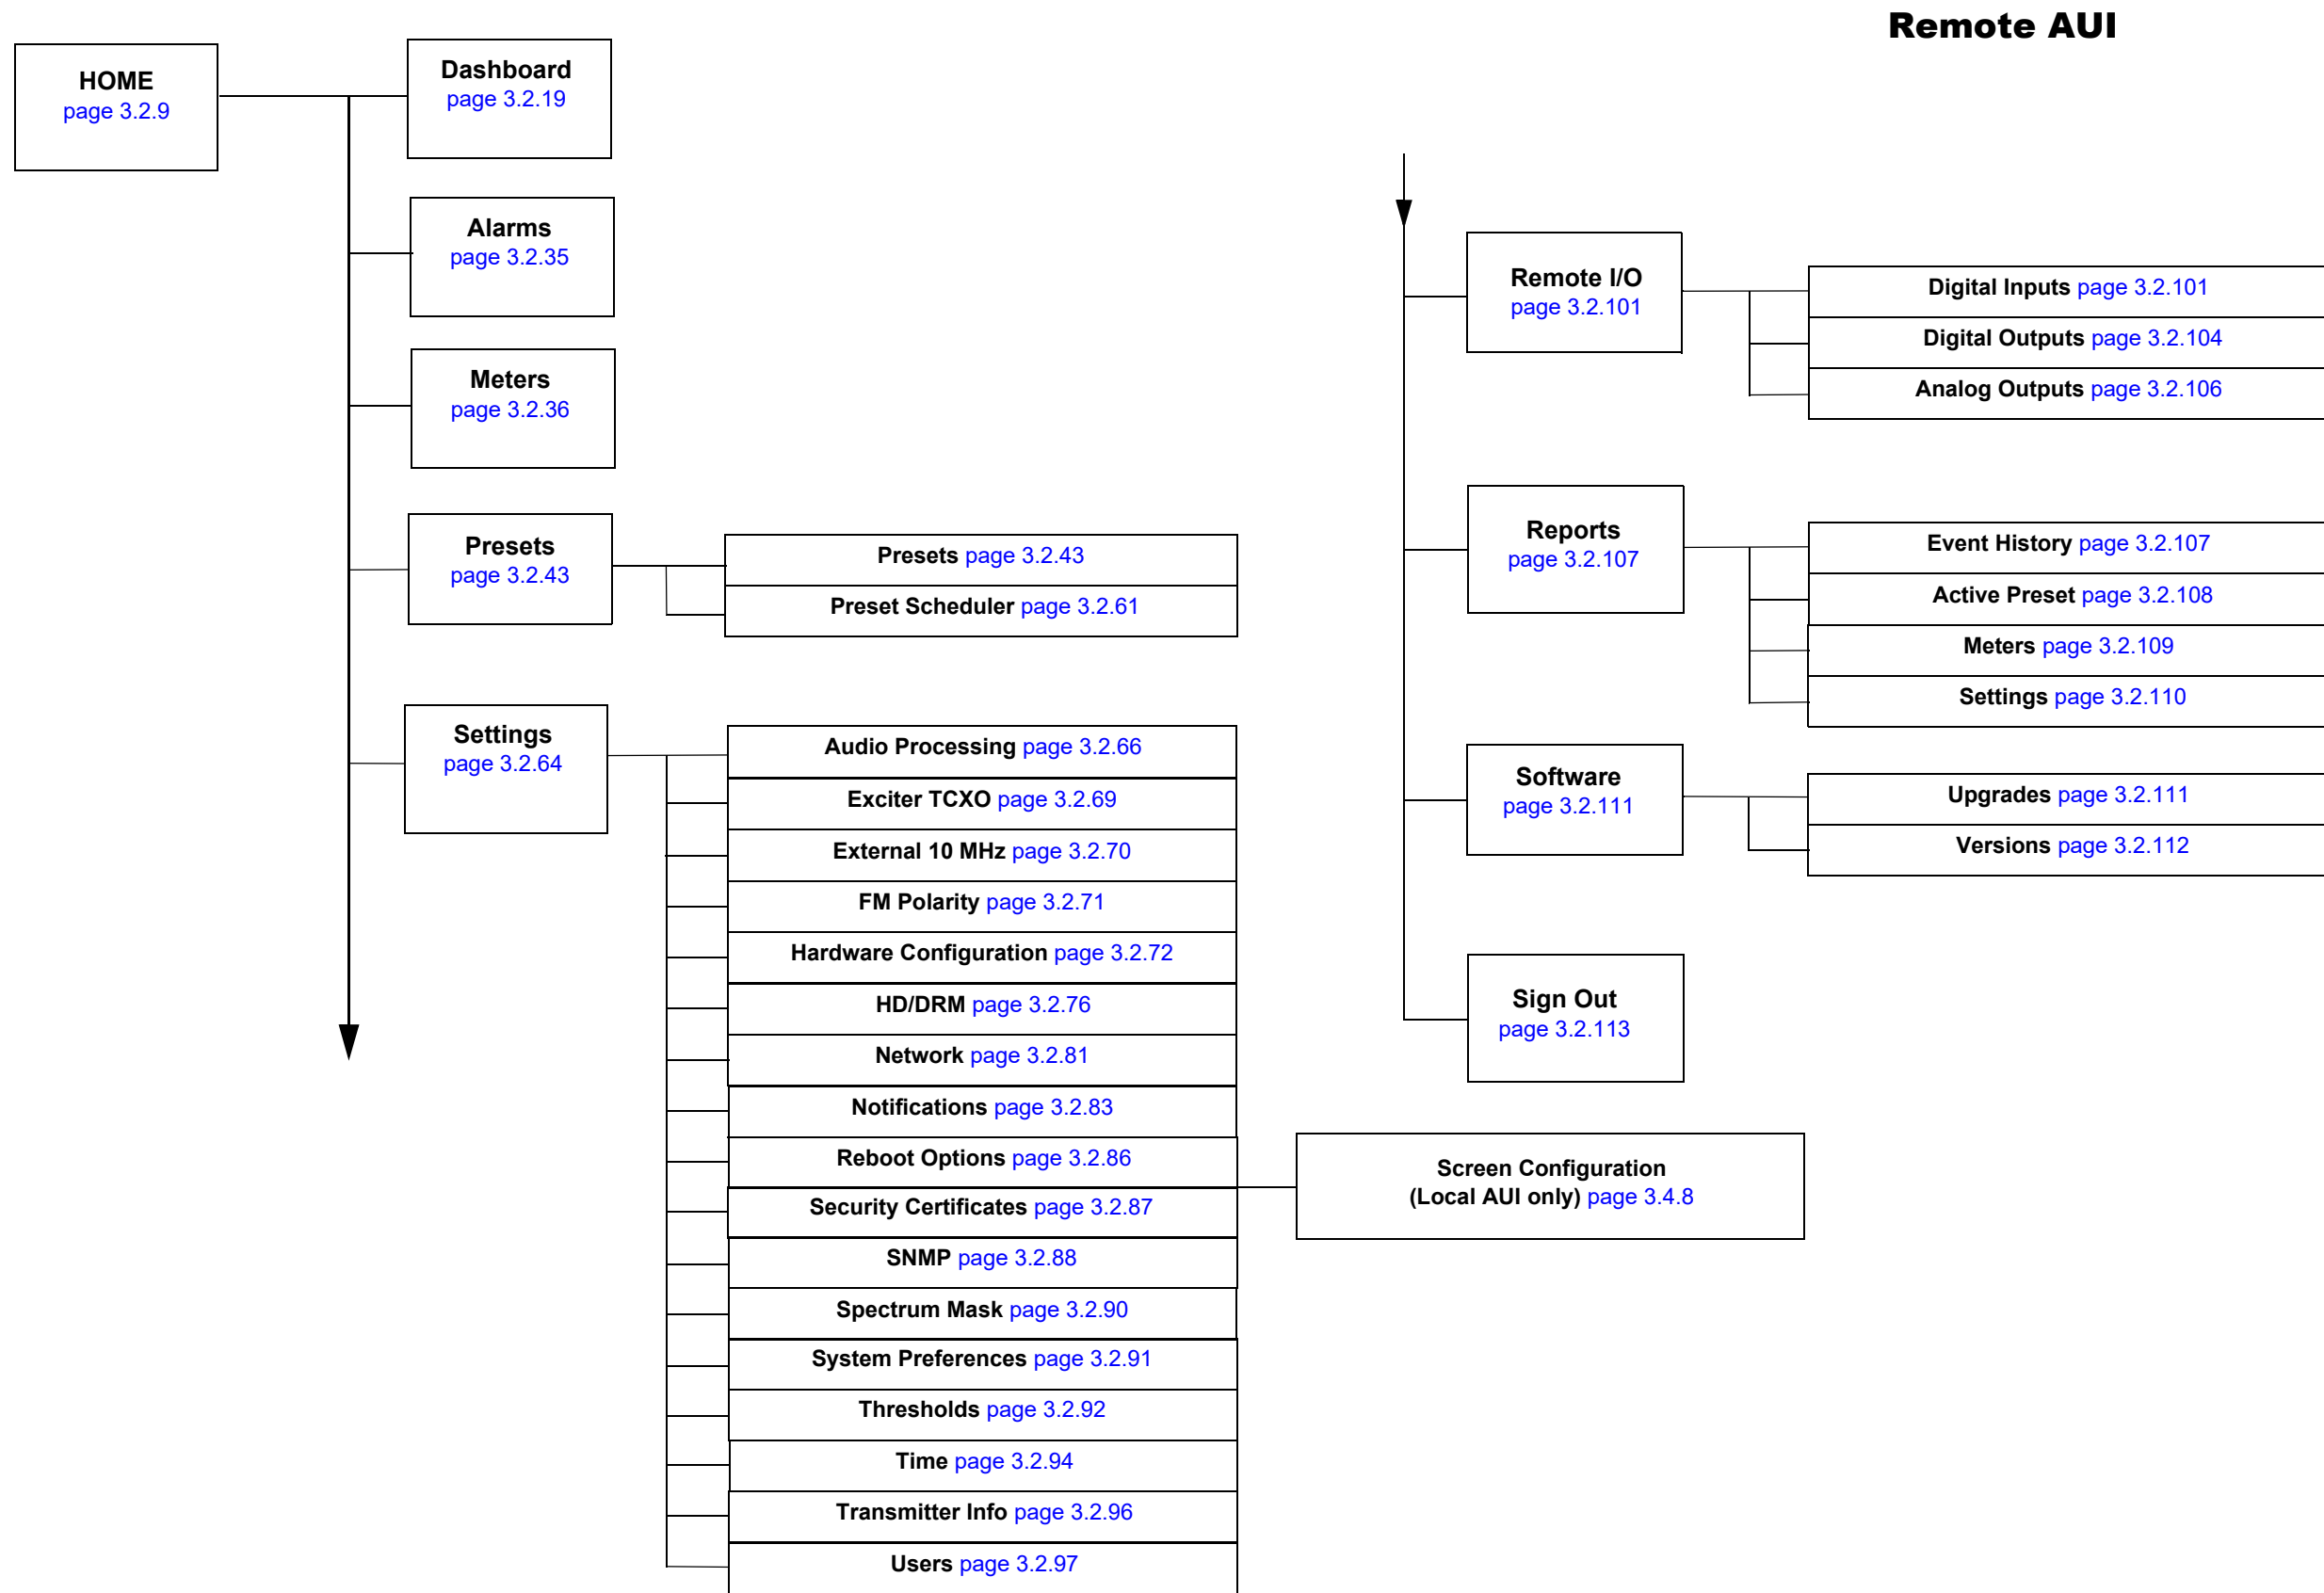 Remote AUI
HOME
page 3.2.9
Dashboard
page 3.2.19
Alarms
page 3.2.35
Meters
page 3.2.36
Presets
page 3.2.43
Presets page 3.2.43
Preset Scheduler page 3.2.61
Settings
page 3.2.64
Audio Processing page 3.2.66
Exciter TCXO page 3.2.69
External 10 MHz page 3.2.70
FM Polarity page 3.2.71
Hardware Configuration page 3.2.72
HD/DRM page 3.2.76
Network page 3.2.81
Notifications page 3.2.83
Reboot Options page 3.2.86
Security Certificates page 3.2.87
SNMP page 3.2.88
Spectrum Mask page 3.2.90
System Preferences page 3.2.91
Thresholds page 3.2.92
Time page 3.2.94
Transmitter Info page 3.2.96
Users page 3.2.97
Screen Configuration
(Local AUI only) page 3.4.8
Remote I/O
page 3.2.101
Digital Inputs page 3.2.101
Digital Outputs page 3.2.104
Analog Outputs page 3.2.106
Reports
page 3.2.107
Event History page 3.2.107
Active Preset page 3.2.108
Meters page 3.2.109
Settings page 3.2.110
Software
page 3.2.111
Upgrades page 3.2.111
Versions page 3.2.112
Sign Out
page 3.2.113